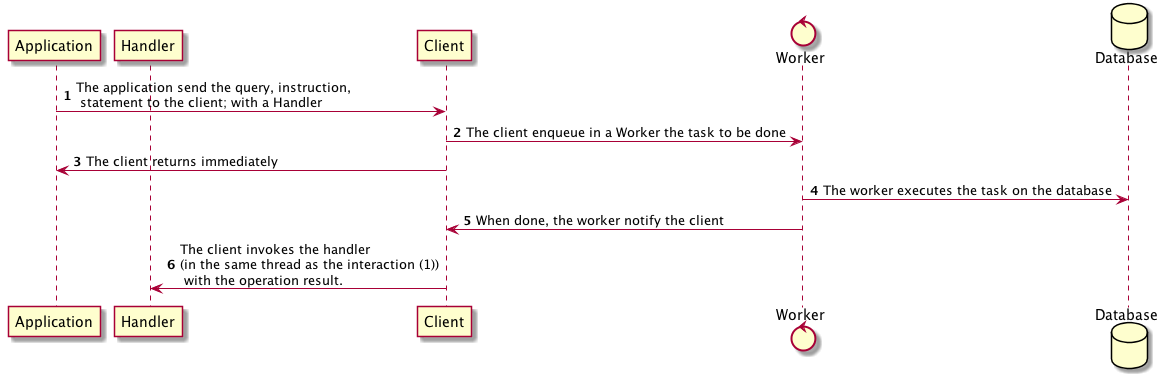 Application
Handler
Client
Worker
Database
1 The application send the query, instruction,
statement to the client; with a Handler
2 The client enqueue in a Worker the task to be done
3 The client returns immediately
4 The worker executes the task on the database
5 When done, the worker notify the client
The client invokes the handler
6 (in the same thread as the interaction (1))
with the operation result.
Application
Handler
Client
Worker
Database